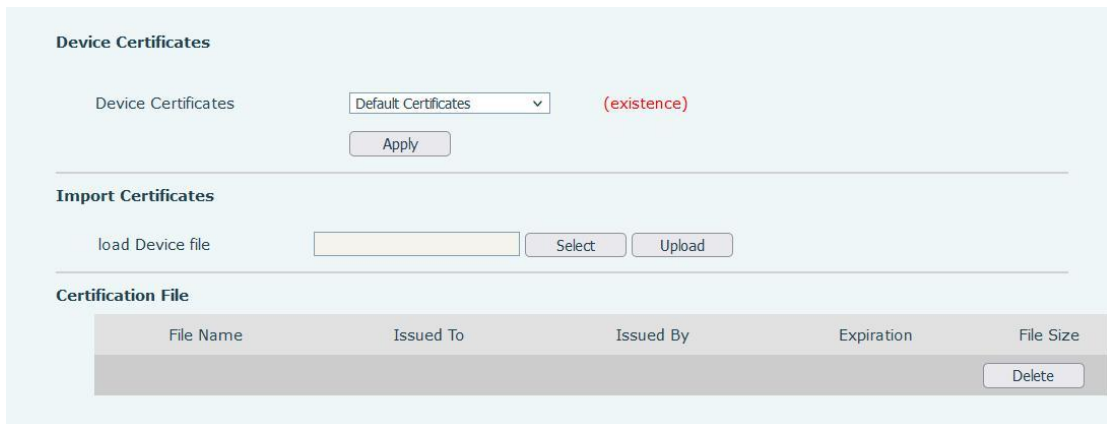 Device Certificates
Device Certificates Default Certificates (existence)
Apply
Import Certificates
load Device file Select Upload
Certification File
File Name Issued To Issued By Expiration File Size
Delete